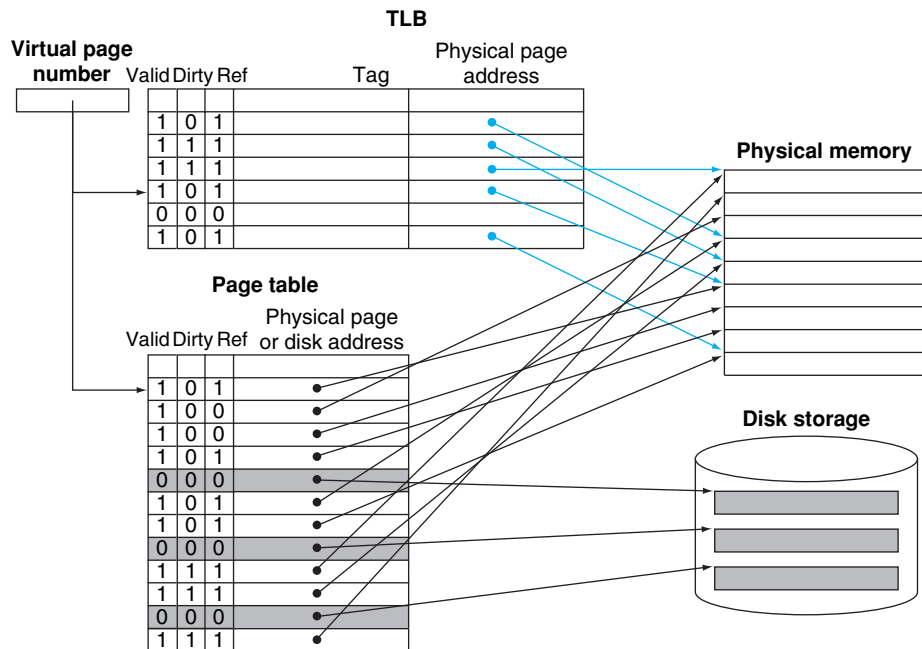 TLB
Virtual page
number
Valid Dirty Ref
Tag
Physical page
address
1 0 1
1 1 1
1 1 1
1 0 1
0 0 0
1 0 1
Physical memory
Page table
Valid Dirty Ref
Physical page
or disk address
1 0 1
1 0 0
1 0 0
1 0 1
0 0 0
1 0 1
1 0 1
0 0 0
1 1 1
1 1 1
0 0 0
1 1 1
Disk storage